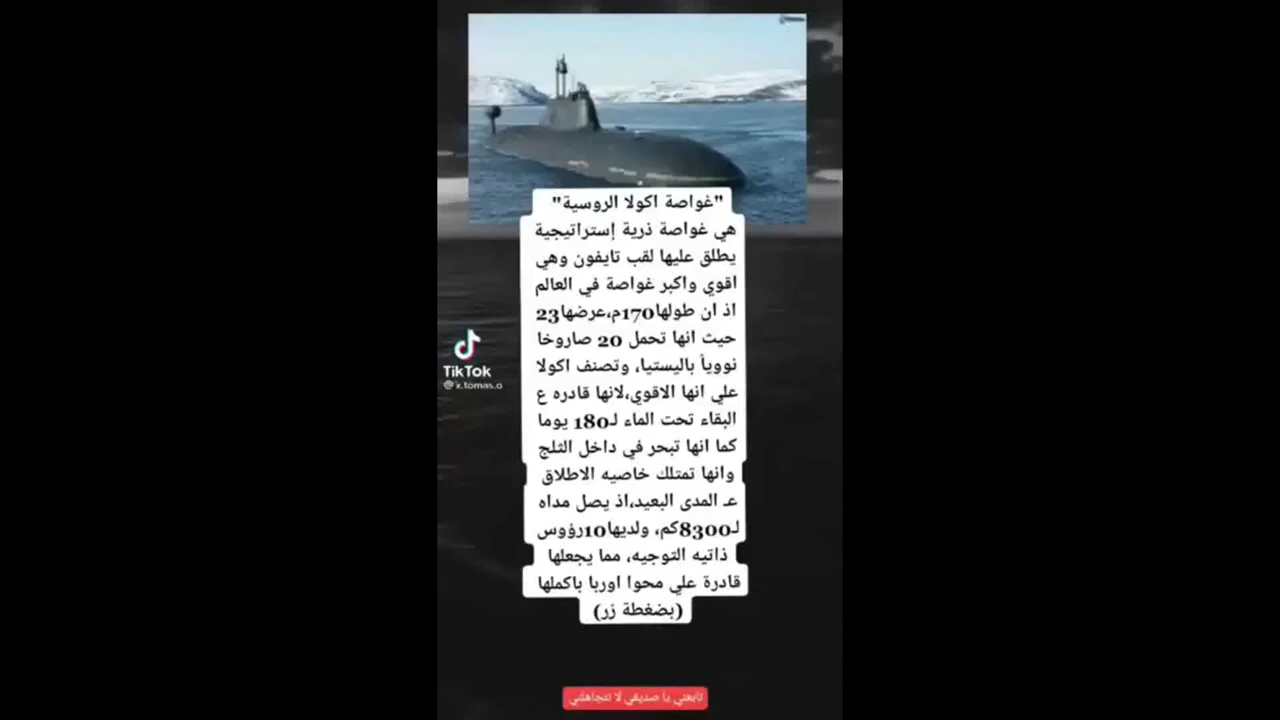 "غواصة اكولا الروسية"
هي غواصة ذرية إستراتيجية
يطلق عليها لقب تايفون وهي
اقوي واكبر غواصة في العالم
اذ ان طولها170م،عرضها23
حيث انها تحمل 20 صاروخا
نووياً باليستيا، وتصنف اكولا
علي انها الاقوي،لانها قادره ع
البقاء تحت الماء لـ180 يوما
كما انها تبحر في داخل الثلج
وانها تمتلك خاصيه الاطلاق
عـ المدى البعيد،اذ يصل مداه
لـ8300كم، ولديها10رؤوس
ذاتيه التوجيه، مما يجعلها
قادرة علي محوا اوربا باكملها
(بضغطة زر)
TikTok
@x.tomas.o
تابعني يا صديقي لا تتجاهلني